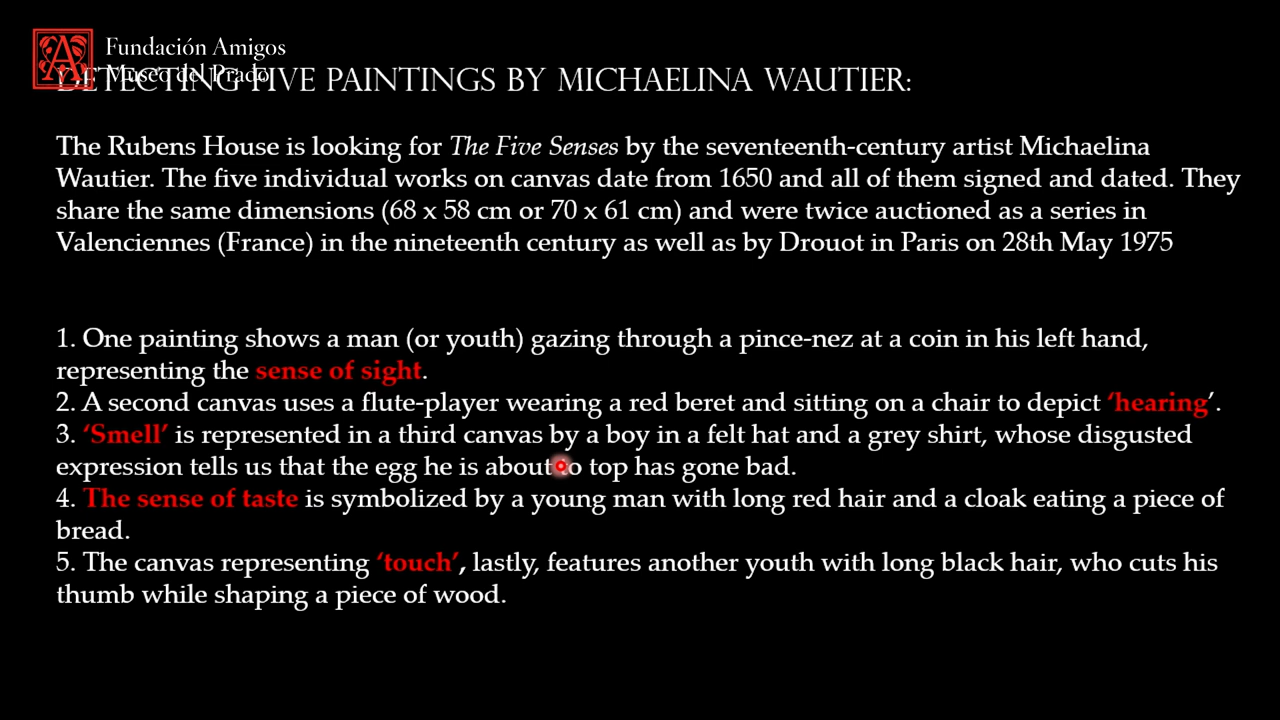 Fundación Amigos
Museo del Prado
DETECTING FIVE PAINTINGS BY MICHAELINA WAUTIER:
The Rubens House is looking for The Five Senses by the seventeenth-century artist Michaelina
Wautier. The five individual works on canvas date from 1650 and all of them signed and dated. They
share the same dimensions (68 x 58 cm or 70 x 61 cm) and were twice auctioned as a series in
Valenciennes (France) in the nineteenth century as well as by Drouot in Paris on 28th May 1975
1. One painting shows a man (or youth) gazing through a pince-nez at a coin in his left hand,
representing the sense of sight.
2. A second canvas uses a flute-player wearing a red beret and sitting on a chair to depict ‘hearing’.
3. ‘Smell’ is represented in a third canvas by a boy in a felt hat and a grey shirt, whose disgusted
expression tells us that the egg he is about to top has gone bad.
4. The sense of taste is symbolized by a young man with long red hair and a cloak eating a piece of
bread.
5. The canvas representing ‘touch’, lastly, features another youth with long black hair, who cuts his
thumb while shaping a piece of wood.